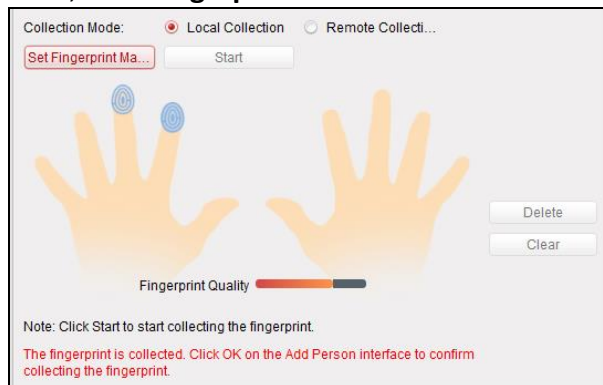 Collection Mode: Local Collection Remote Collecti...
Set Fingerprint Ma... Start
Delete
Clear
Fingerprint Quality
Note: Click Start to start collecting the fingerprint.
The fingerprint is collected. Click OK on the Add Person interface to confirm
collecting the fingerprint.